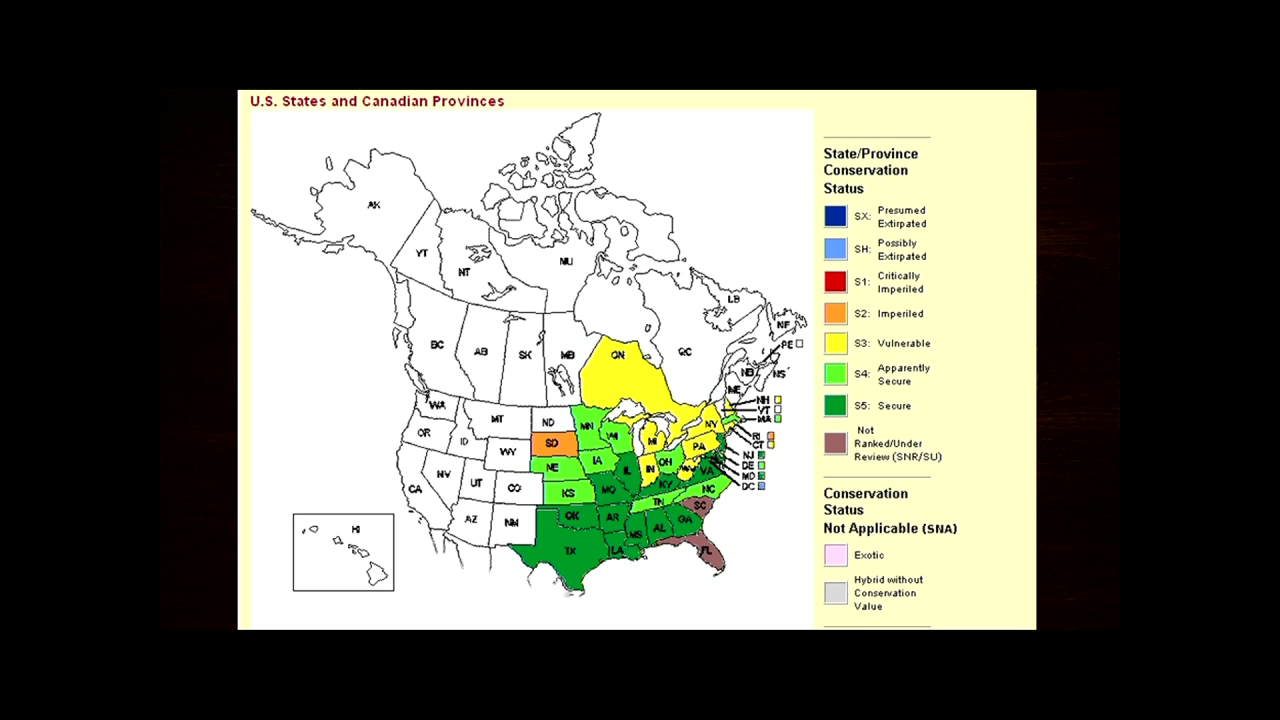 U.S. States and Canadian Provinces
AK
YT
NT
NU
BC
AB
SK
MB
ON
QC
LB
NF
PE
NB
NS
ME
WA
MT
ND
MN
OR
ID
WY
SD
WI
MI
NY
NH
VT
MA
RI
CT
NJ
DE
MD
DC
NV
UT
CO
NE
IA
IL
IN
OH
PA
WV
VA
CA
AZ
NM
KS
MO
KY
NC
TN
SC
OK
AR
TX
LA
MS
AL
GA
FL
HI
State/Province
Conservation
Status
SX: Presumed
Extirpated
SH: Possibly
Extirpated
S1: Critically
Imperiled
S2: Imperiled
S3: Vulnerable
S4: Apparently
Secure
S5: Secure
Not
Ranked/Under
Review (SNR/SU)
Conservation
Status
Not Applicable (SNA)
Exotic
Hybrid without
Conservation
Value